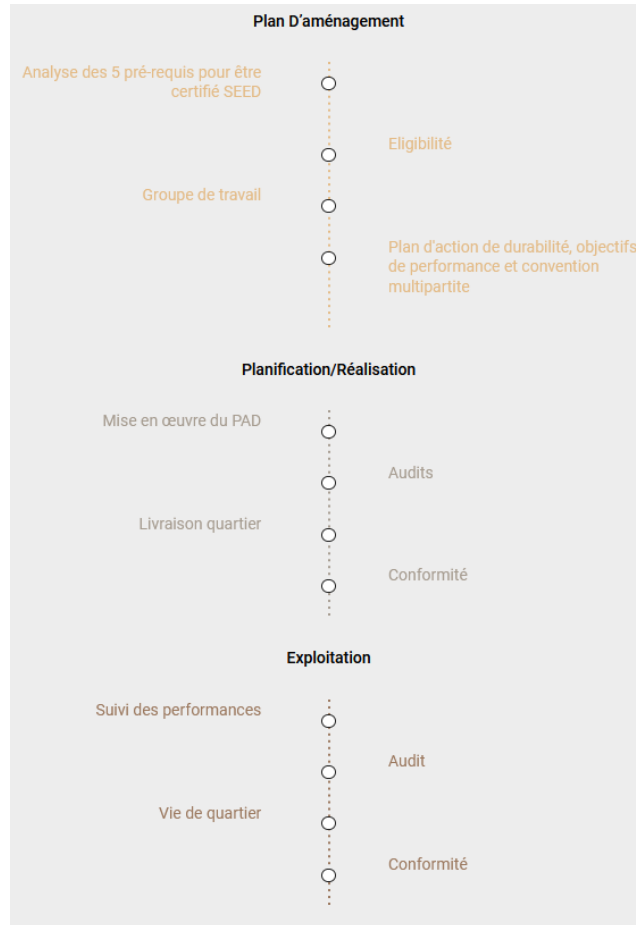 Plan D’aménagement
Analyse des 5 pré-requis pour être
certifié SEED
Eligibilité
Groupe de travail
Plan d'action de durabilité, objectifs
de performance et convention
multipartite
Planification/Réalisation
Mise en œuvre du PAD
Audits
Livraison quartier
Conformité
Exploitation
Suivi des performances
Audit
Vie de quartier
Conformité